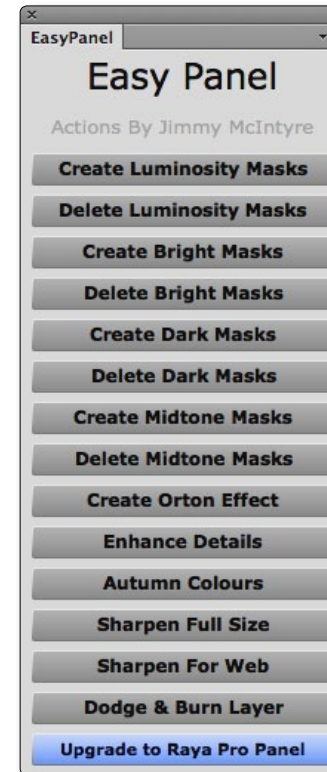 EasyPanel
Easy Panel
Actions By Jimmy McIntyre
Create Luminosity Masks
Delete Luminosity Masks
Create Bright Masks
Delete Bright Masks
Create Dark Masks
Delete Dark Masks
Create Midtone Masks
Delete Midtone Masks
Create Orton Effect
Enhance Details
Autumn Colours
Sharpen Full Size
Sharpen For Web
Dodge & Burn Layer
Upgrade to Raya Pro Panel